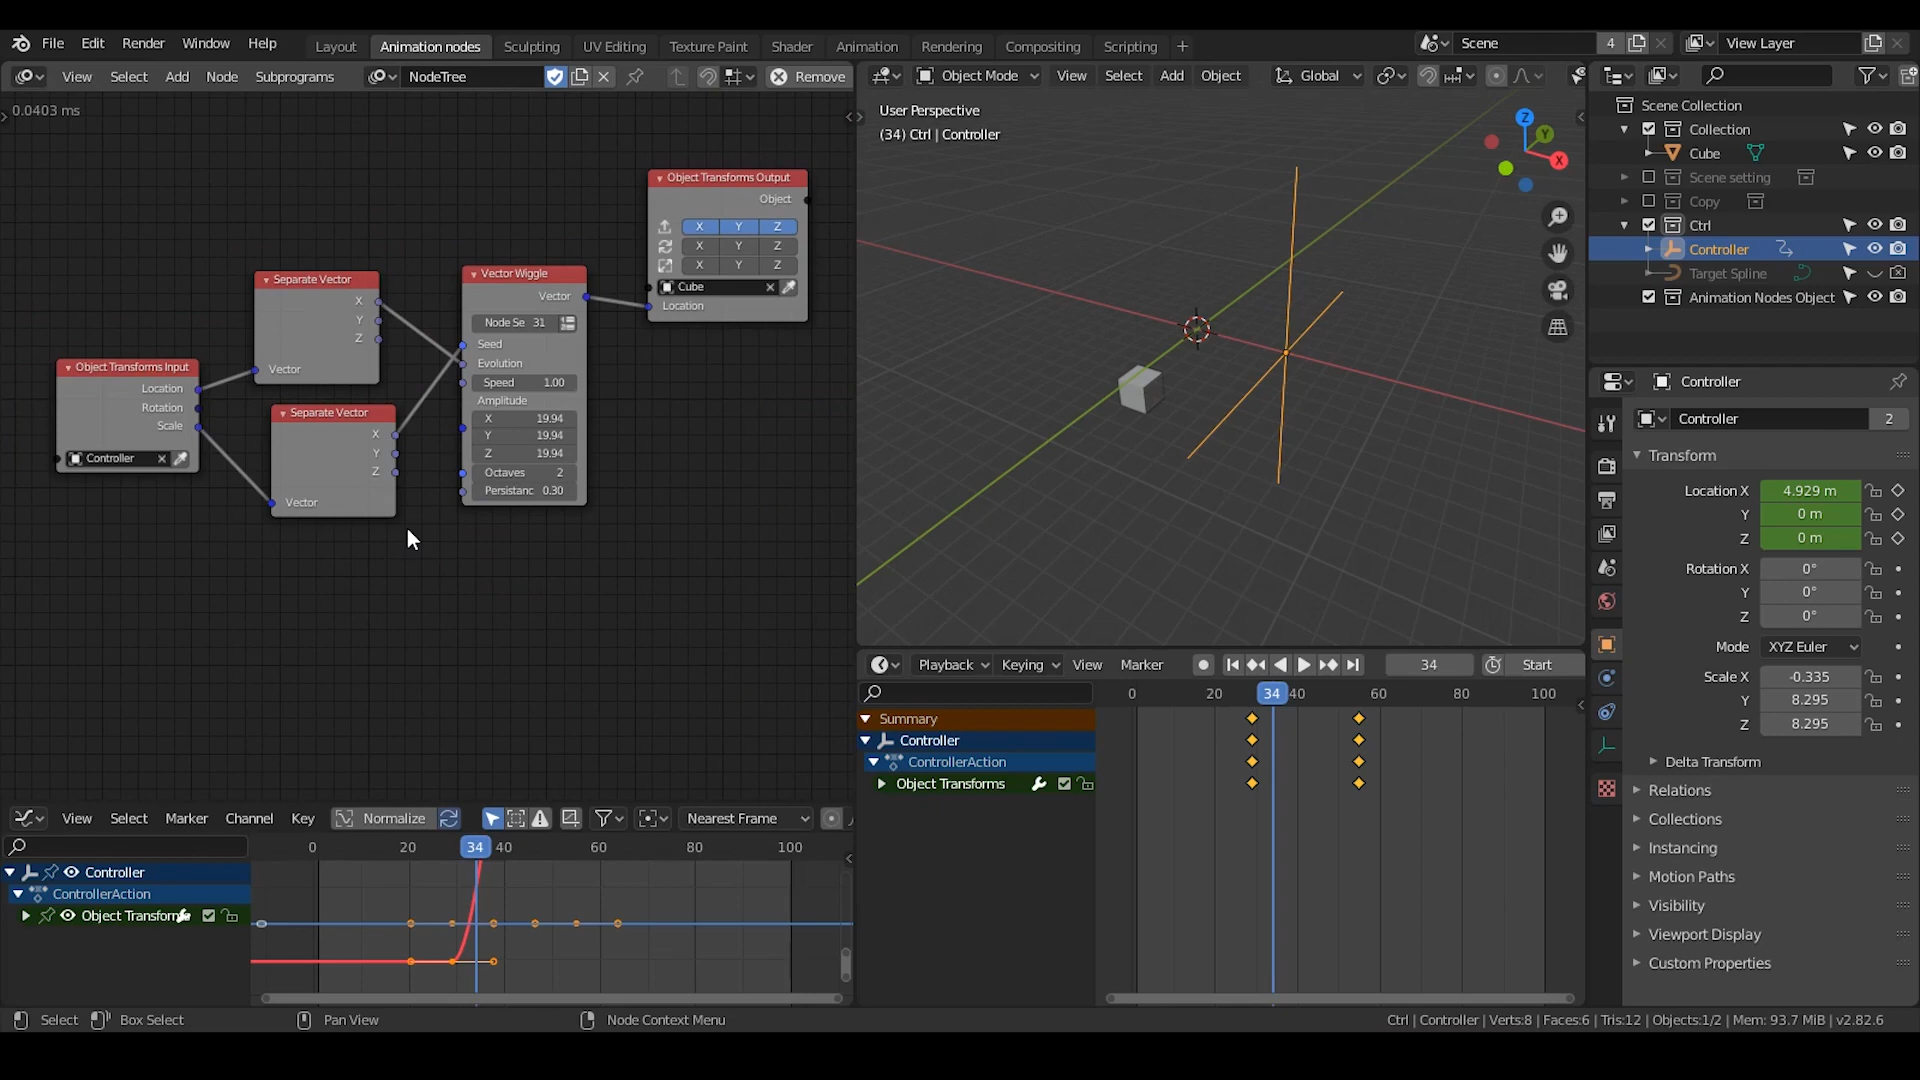 File Edit Render Window Help Layout Animation nodes Sculpting UV Editing Texture Paint Shader Animation Rendering Compositing Scripting + Scene 4 View Layer
View Select Add Node Subprograms NodeTree Remove
0.0403 ms
Object Transforms Output
Object
X Y Z
X Y Z
X Y Z
Cube
Location
Separate Vector
X
Y
Z
Vector
Vector Wiggle
Vector
Node Se 31
Seed
Evolution
Speed 1.00
Amplitude
X 19.94
Y 19.94
Z 19.94
Octaves 2
Persistanc 0.30
Object Transforms Input
Location
Rotation
Scale
Controller
Separate Vector
X
Y
Z
Vector
Object Mode View Select Add Object Global
User Perspective
(34) Ctrl | Controller
Z
Y
X
Scene Collection
Collection
Cube
Scene setting
Copy
Ctrl
Controller
Target Spline
Animation Nodes Object
Controller
Controller 2
Transform
Location X 4.929 m
Y 0 m
Z 0 m
Rotation X 0°
Y 0°
Z 0°
Mode XYZ Euler
Scale X -0.335
Y 8.295
Z 8.295
Delta Transform
Relations
Collections
Instancing
Motion Paths
Visibility
Viewport Display
Custom Properties
Playback Keying View Marker 34 Start
0 20 34 40 60 80 100
Summary
Controller
ControllerAction
Object Transforms
View Select Marker Channel Key Normalize Nearest Frame
0 20 34 40 60 80 100
Controller
ControllerAction
Object Transforms
Select Box Select Pan View Node Context Menu Ctrl | Controller | Verts:8 | Faces:6 | Tris:12 | Objects:1/2 | Mem: 93.7 MiB | v2.82.6